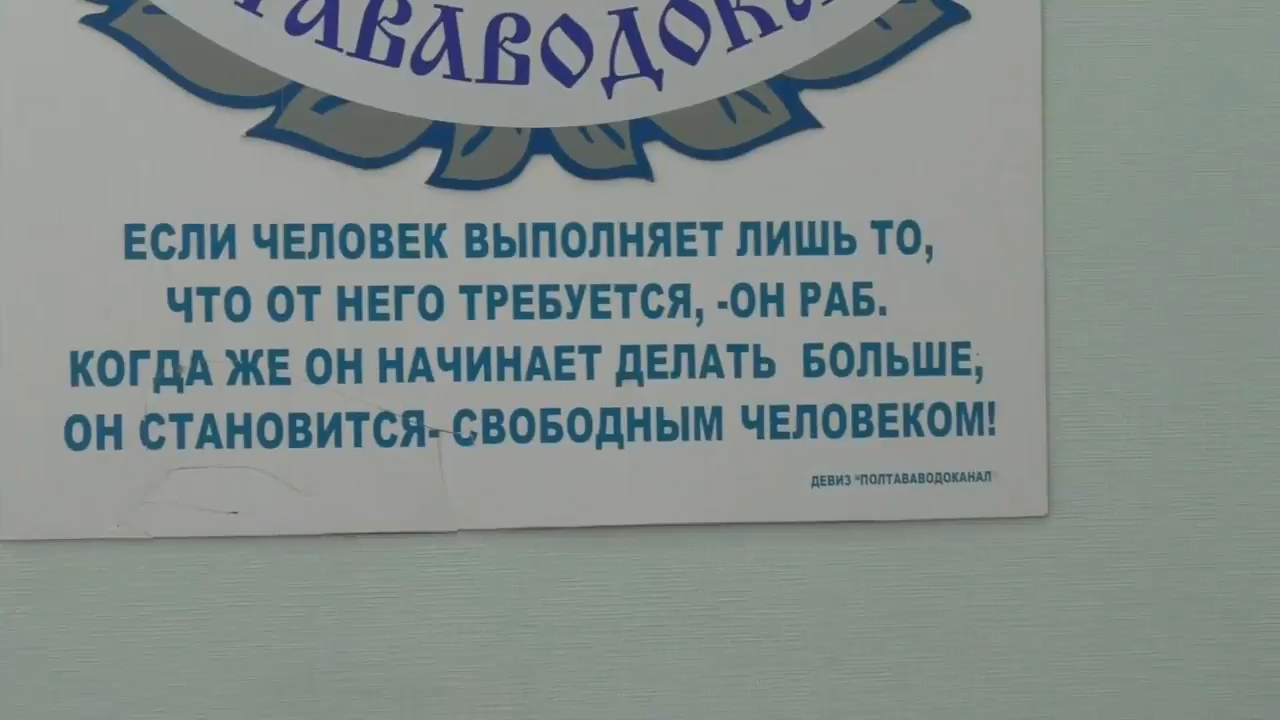 ТАВАВОДОКА
ЕСЛИ ЧЕЛОВЕК ВЫПОЛНЯЕТ ЛИШЬ ТО,
ЧТО ОТ НЕГО ТРЕБУЕТСЯ, -ОН РАБ.
КОГДА ЖЕ ОН НАЧИНАЕТ ДЕЛАТЬ БОЛЬШЕ,
ОН СТАНОВИТСЯ- СВОБОДНЫМ ЧЕЛОВЕКОМ!
ДЕВИЗ "ПОЛТАВАВОДОКАНАЛ